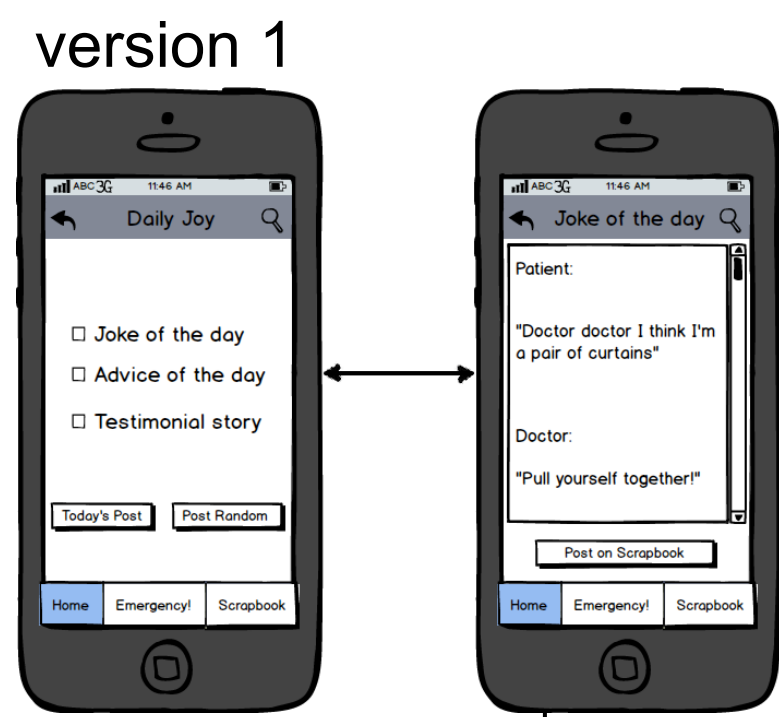 version 1
ABC 3G 11:46 AM
Daily Joy
Joke of the day
Advice of the day
Testimonial story
Today's Post Post Random
Home Emergency! Scrapbook
ABC 3G 11:46 AM
Joke of the day
Patient:
"Doctor doctor I think I'm
a pair of curtains"
Doctor:
"Pull yourself together!"
Post on Scrapbook
Home Emergency! Scrapbook